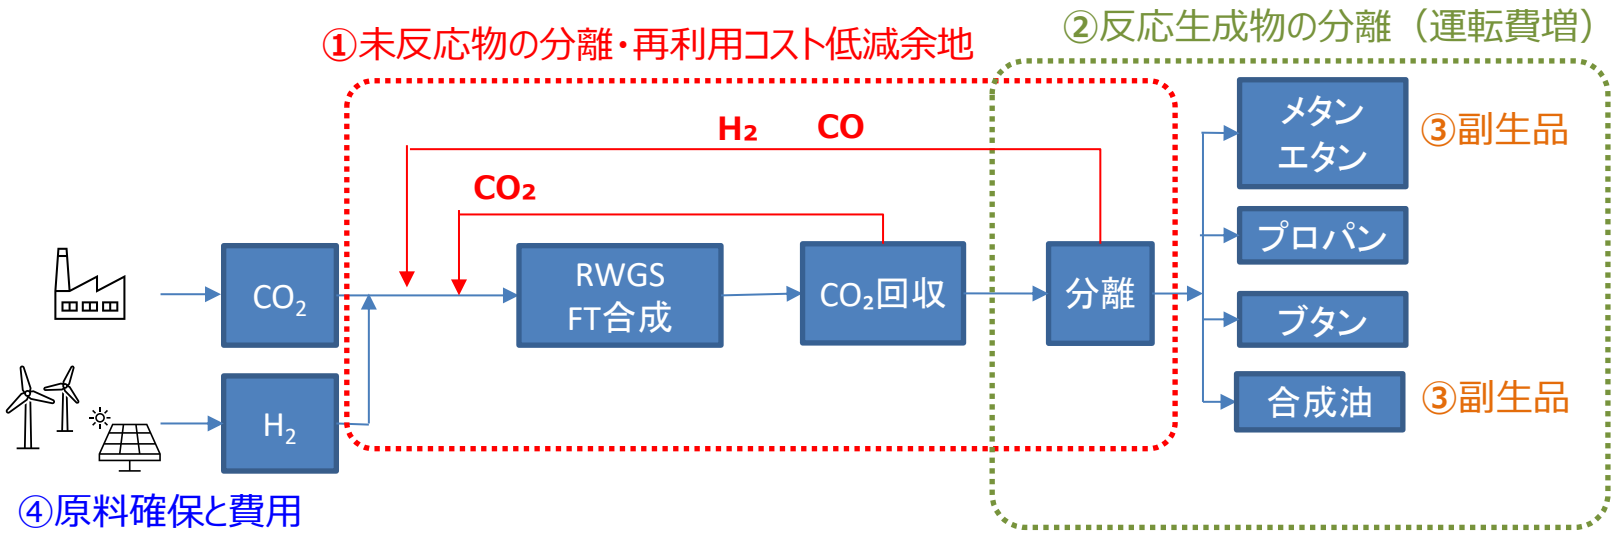 ①未反応物の分離・再利用コスト低減余地
②反応生成物の分離（運転費増）
H₂ CO
CO₂
メタン
エタン
③副生品
プロパン
CO₂
RWGS
FT合成
CO₂回収
分離
ブタン
合成油
③副生品
H₂
④原料確保と費用